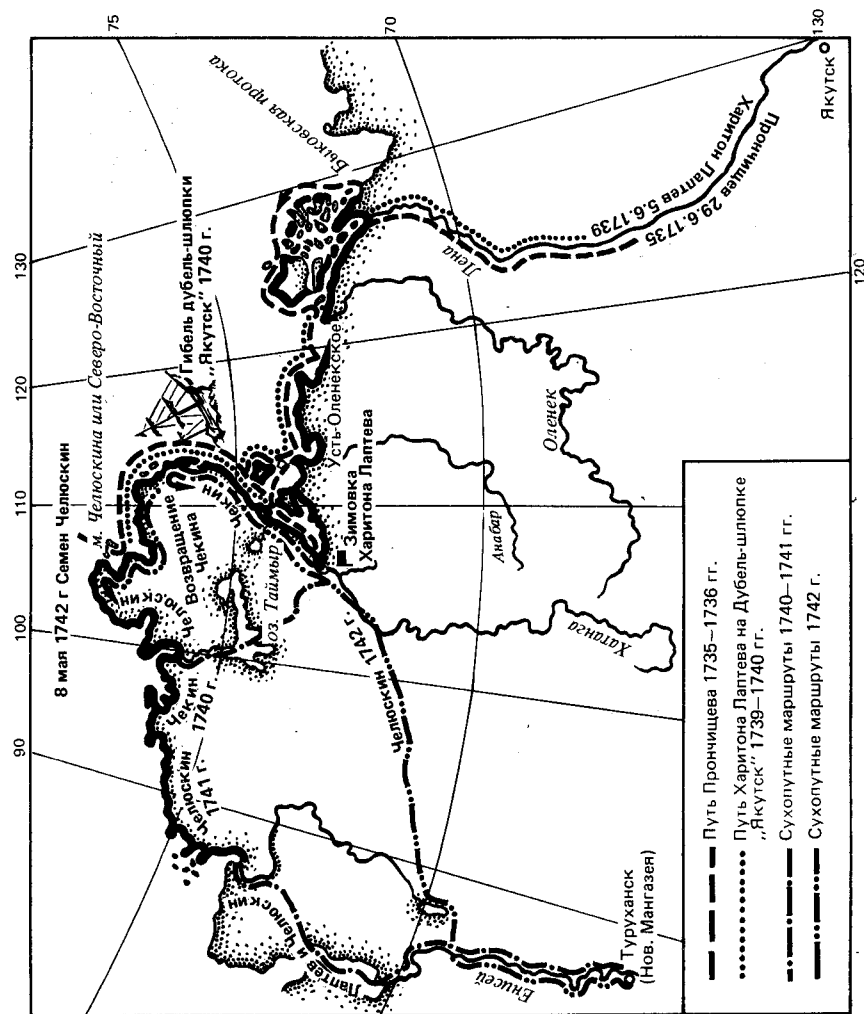 75
70
130
130
120
120
110
100
90
8 мая 1742 г Семен Челюскин
м. Челюскина или Северо-Восточный
Гибель дубель-шлюпки
„Якутск" 1740 г.
Быковская протока
Челюскин
Возвращение
Чекина
Чекин
Чекин
1740 г.
Челюскин
1741 г.
оз. Таймыр
Зимовка
Харитона Лаптева
Усть-Оленекское
Лена
Харитон Лаптев 5.6.1739
Прончищев 29.6.1735
Якутск
Оленек
Анабар
Хатанга
Челюскин 1742 г.
Лаптев и Челюскин
Енисей
Туруханск
(Нов. Мангазея)
Путь Прончищева 1735–1736 гг.
Путь Харитона Лаптева на Дубель-шлюпке
„Якутск" 1739–1740 гг.
Сухопутные маршруты 1740–1741 гг.
Сухопутные маршруты 1742 г.